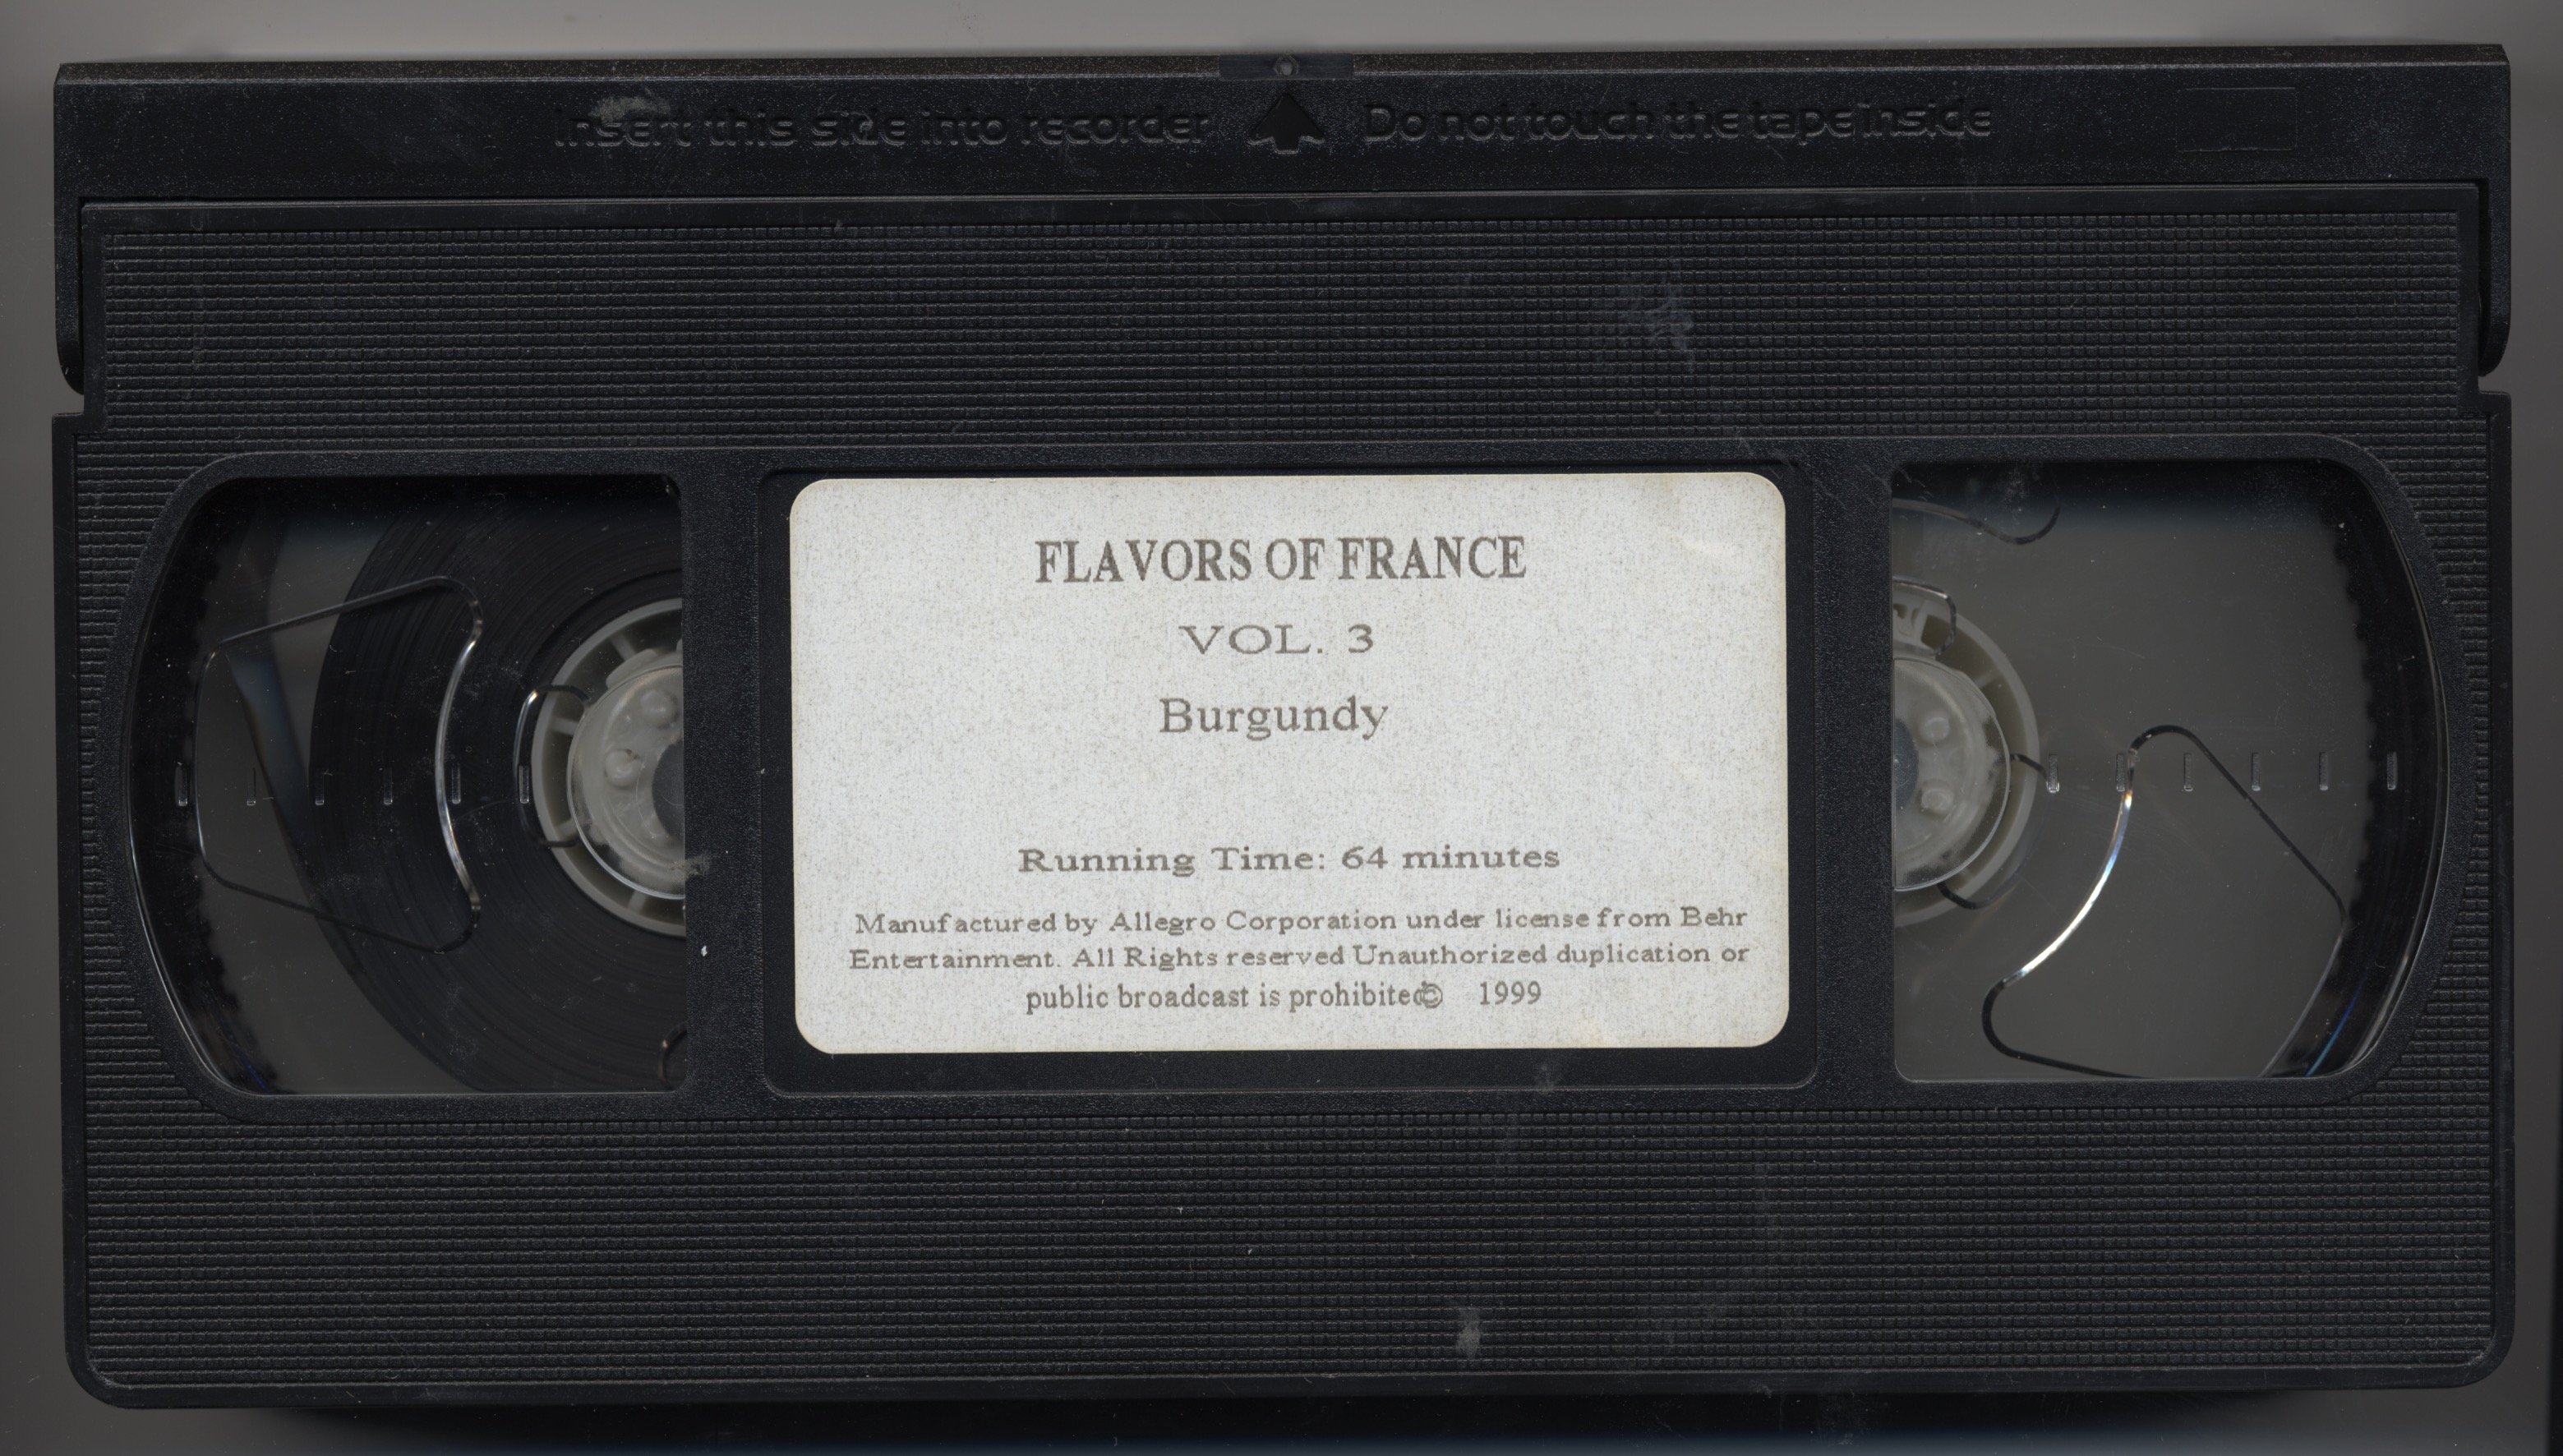 Insert this side into recorder Do not touch the tape inside
FLAVORS OF FRANCE
VOL. 3
Burgundy
Running Time: 64 minutes
Manufactured by Allegro Corporation under license from Behr
Entertainment. All Rights reserved Unauthorized duplication or
public broadcast is prohibited© 1999